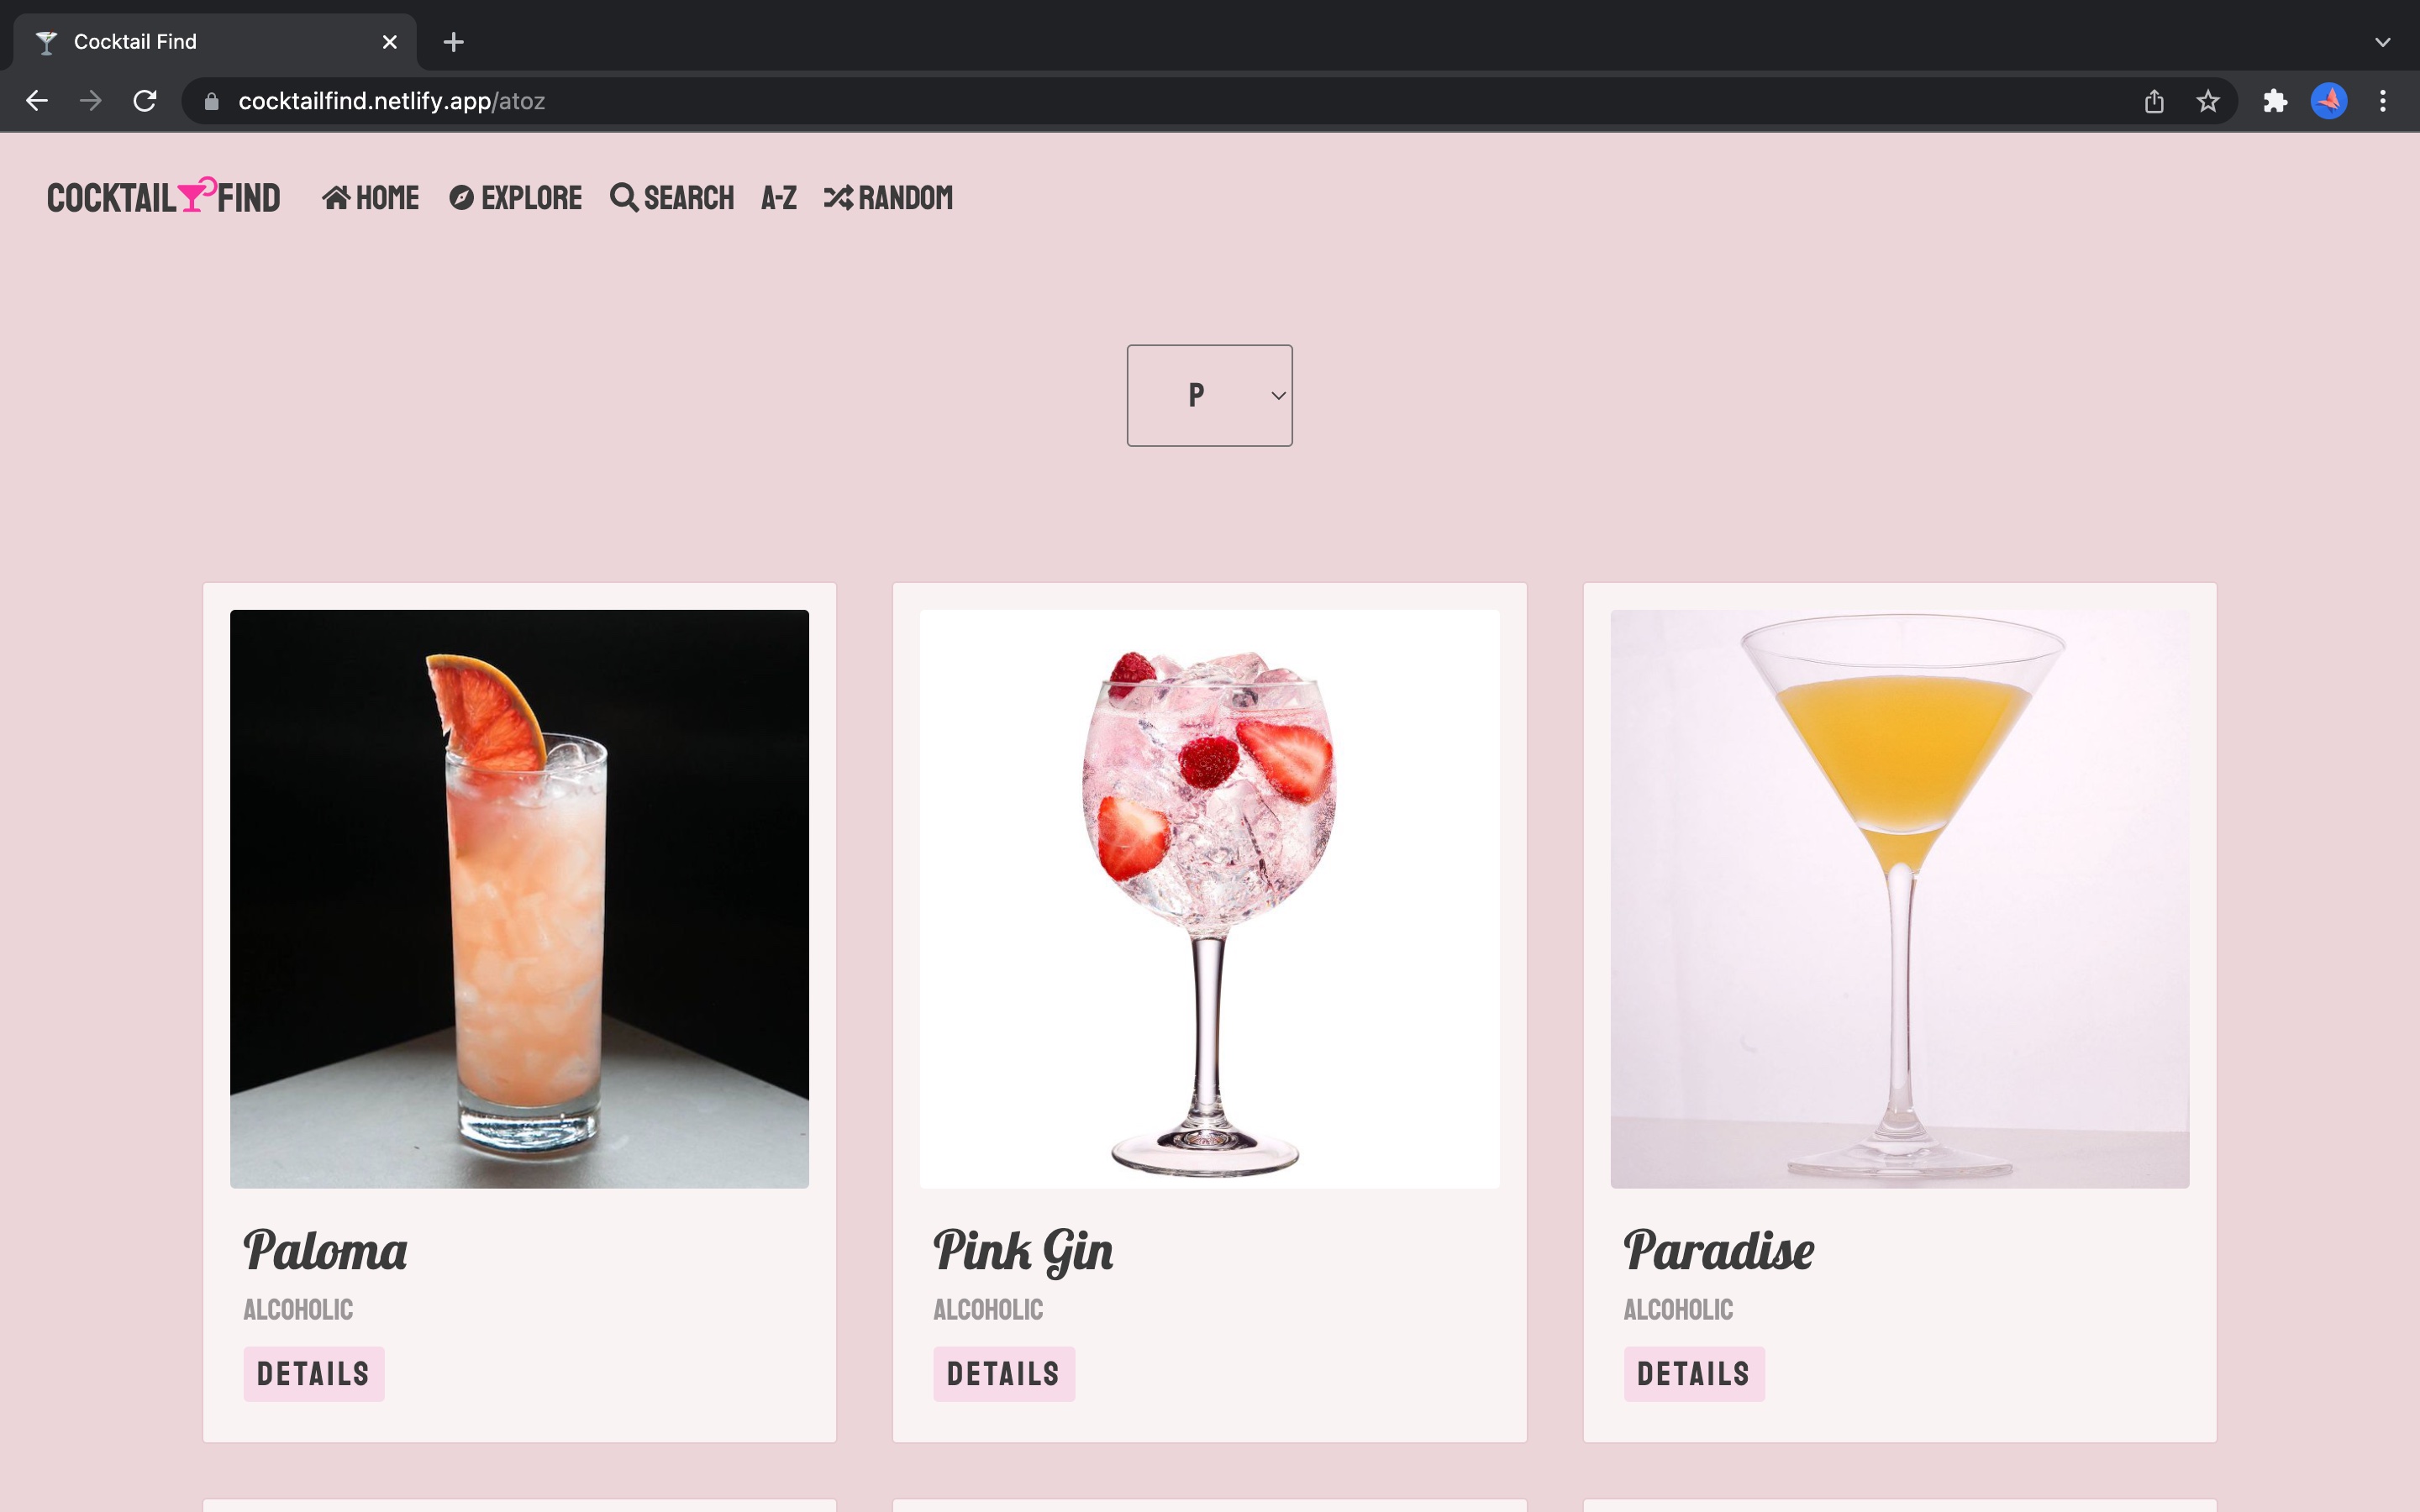 Cocktail Find
cocktailfind.netlify.app/atoz
COCKTAIL FIND HOME EXPLORE SEARCH A-Z RANDOM
P
Paloma
ALCOHOLIC
DETAILS
Pink Gin
ALCOHOLIC
DETAILS
Paradise
ALCOHOLIC
DETAILS